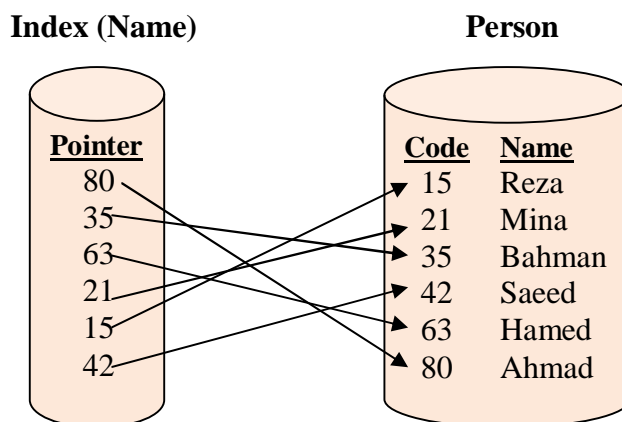 Index (Name)
Pointer
80
35
63
21
15
42
Person
Code Name
15 Reza
21 Mina
35 Bahman
42 Saeed
63 Hamed
80 Ahmad